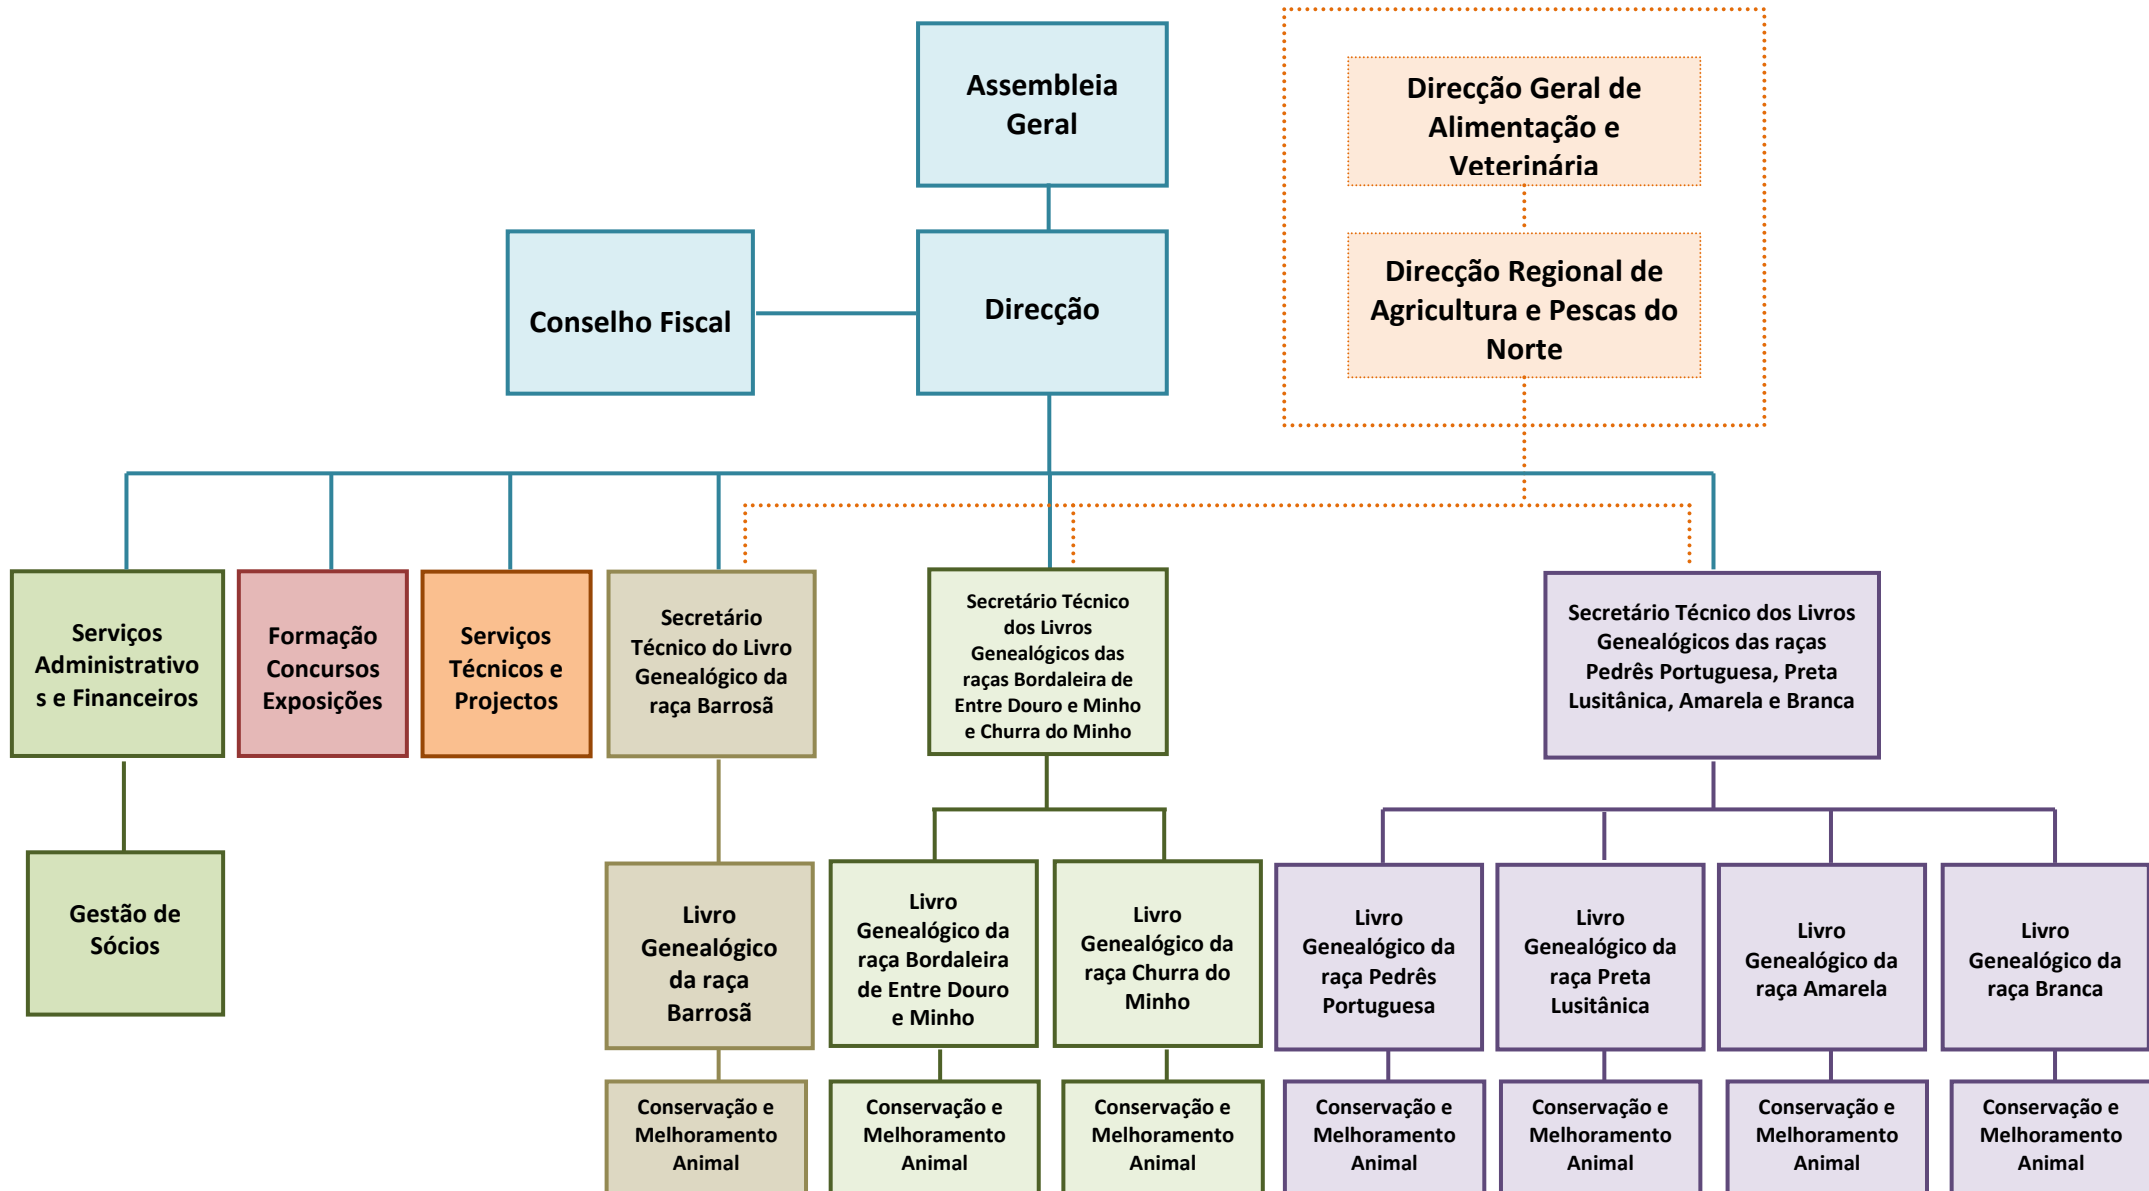 Assembleia
Geral
Direcção Geral de
Alimentação e
Veterinária
Conselho Fiscal
Direcção
Direcção Regional de
Agricultura e Pescas do
Norte
Serviços
Administrativo
s e Financeiros
Formação
Concursos
Exposições
Serviços
Técnicos e
Projectos
Secretário
Técnico do Livro
Genealógico da
raça Barrosã
Secretário Técnico
dos Livros
Genealógicos das
raças Bordaleira de
Entre Douro e Minho
e Churra do Minho
Secretário Técnico dos Livros
Genealógicos das raças
Pedrês Portuguesa, Preta
Lusitânica, Amarela e Branca
Gestão de
Sócios
Livro
Genealógico
da raça
Barrosã
Livro
Genealógico da
raça Bordaleira
de Entre Douro
e Minho
Livro
Genealógico da
raça Churra do
Minho
Livro
Genealógico da
raça Pedrês
Portuguesa
Livro
Genealógico da
raça Preta
Lusitânica
Livro
Genealógico da
raça Amarela
Livro
Genealógico da
raça Branca
Conservação e
Melhoramento
Animal
Conservação e
Melhoramento
Animal
Conservação e
Melhoramento
Animal
Conservação e
Melhoramento
Animal
Conservação e
Melhoramento
Animal
Conservação e
Melhoramento
Animal
Conservação e
Melhoramento
Animal